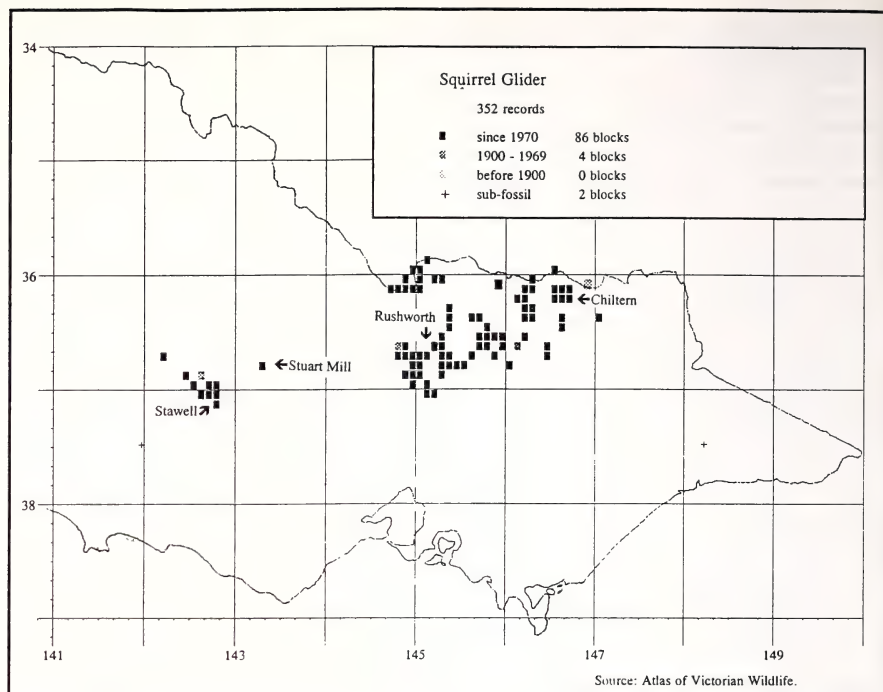 Squirrel Glider
352 records
since 1970 86 blocks
1900 - 1969 4 blocks
before 1900 0 blocks
+ sub-fossil 2 blocks
34
36
38
Chiltern
Rushworth
Stuart Mill
Stawell
141 143 145 147 149
Source: Atlas of Victorian Wildlife.